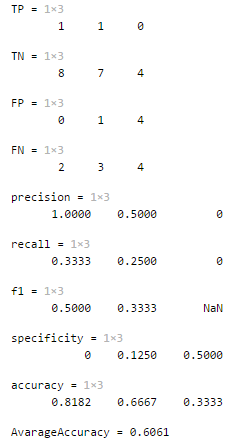 TP = 1×3
1 1 0
TN = 1×3
8 7 4
FP = 1×3
0 1 4
FN = 1×3
2 3 4
precision = 1×3
1.0000 0.5000 0
recall = 1×3
0.3333 0.2500 0
f1 = 1×3
0.5000 0.3333 NaN
specificity = 1×3
0 0.1250 0.5000
accuracy = 1×3
0.8182 0.6667 0.3333
AvarageAccuracy = 0.6061